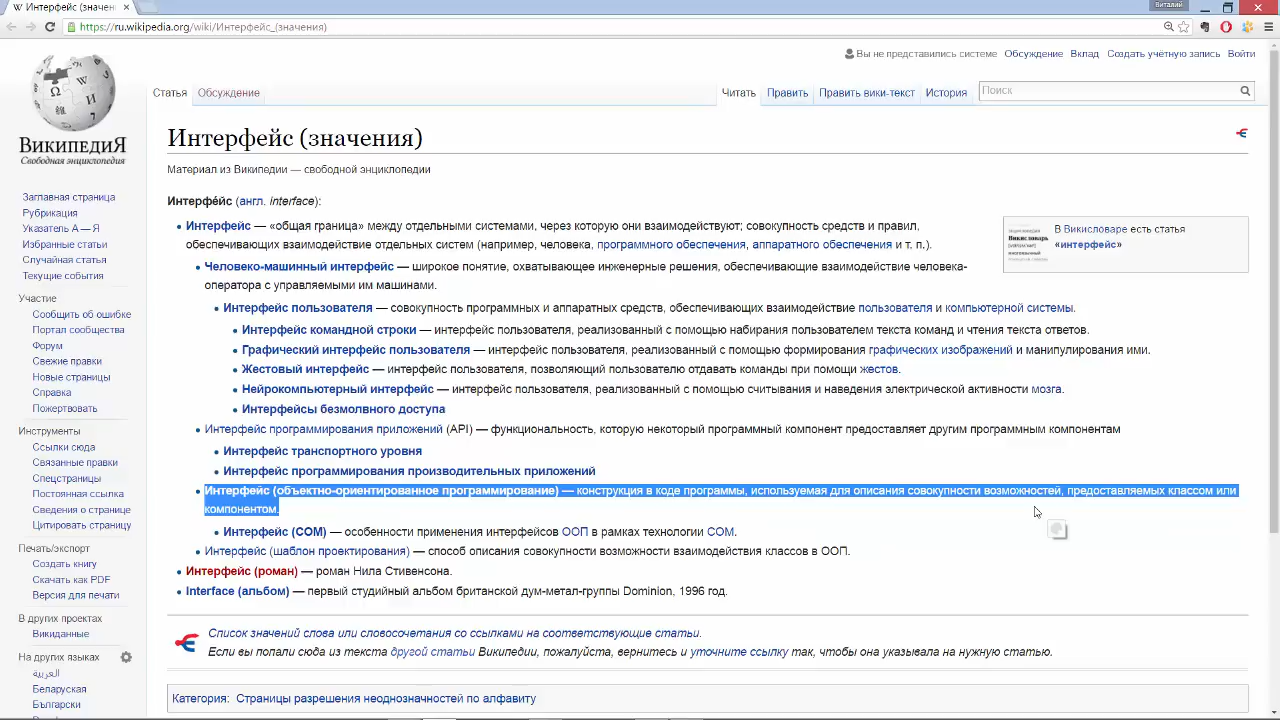 W Интерфейс (значени ×
Виталий
https://ru.wikipedia.org/wiki/Интерфейс_(значения)
Вы не представились системе Обсуждение Вклад Создать учётную запись Войти
Статья Обсуждение Читать Править Править вики-текст История Поиск
ВикипедиЯ
Свободная энциклопедия
Заглавная страница
Рубрикация
Указатель А — Я
Избранные статьи
Случайная статья
Текущие события
Участие
Сообщить об ошибке
Портал сообщества
Форум
Свежие правки
Новые страницы
Справка
Пожертвовать
Инструменты
Ссылки сюда
Связанные правки
Спецстраницы
Постоянная ссылка
Сведения о странице
Цитировать страницу
Печать/экспорт
Создать книгу
Скачать как PDF
Версия для печати
В других проектах
Викиданные
На других языках
العربية
Беларуская
Български
Интерфейс (значения)
Материал из Википедии — свободной энциклопедии
Интерфе́йс (англ. interface):
Интерфейс — «общая граница» между отдельными системами, через которую они взаимодействуют; совокупность средств и правил,
обеспечивающих взаимодействие отдельных систем (например, человека, программного обеспечения, аппаратного обеспечения и т. п.).
Человеко-машинный интерфейс — широкое понятие, охватывающее инженерные решения, обеспечивающие взаимодействие человека-
оператора с управляемыми им машинами.
Интерфейс пользователя — совокупность программных и аппаратных средств, обеспечивающих взаимодействие пользователя и компьютерной системы.
Интерфейс командной строки — интерфейс пользователя, реализованный с помощью набирания пользователем текста команд и чтения текста ответов.
Графический интерфейс пользователя — интерфейс пользователя, реализованный с помощью формирования графических изображений и манипулирования ими.
Жестовый интерфейс — интерфейс пользователя, позволяющий пользователю отдавать команды при помощи жестов.
Нейрокомпьютерный интерфейс — интерфейс пользователя, реализованный с помощью считывания и наведения электрической активности мозга.
Интерфейсы безмолвного доступа
Интерфейс программирования приложений (API) — функциональность, которую некоторый программный компонент предоставляет другим программным компонентам
Интерфейс транспортного уровня
Интерфейс программирования производительных приложений
Интерфейс (объектно-ориентированное программирование) — конструкция в коде программы, используемая для описания совокупности возможностей, предоставляемых классом или
компонентом.
Интерфейс (COM) — особенности применения интерфейсов ООП в рамках технологии COM.
Интерфейс (шаблон проектирования) — способ описания совокупности возможности взаимодействия классов в ООП.
Интерфейс (роман) — роман Нила Стивенсона.
Interface (альбом) — первый студийный альбом британской дум-метал-группы Dominion, 1996 год.
В Викисловаре есть статья
«интерфейс»
Викисловарь
Список значений слова или словосочетания со ссылками на соответствующие статьи.
Если вы попали сюда из текста другой статьи Википедии, пожалуйста, вернитесь и уточните ссылку так, чтобы она указывала на нужную статью.
Категория: Страницы разрешения неоднозначностей по алфавиту